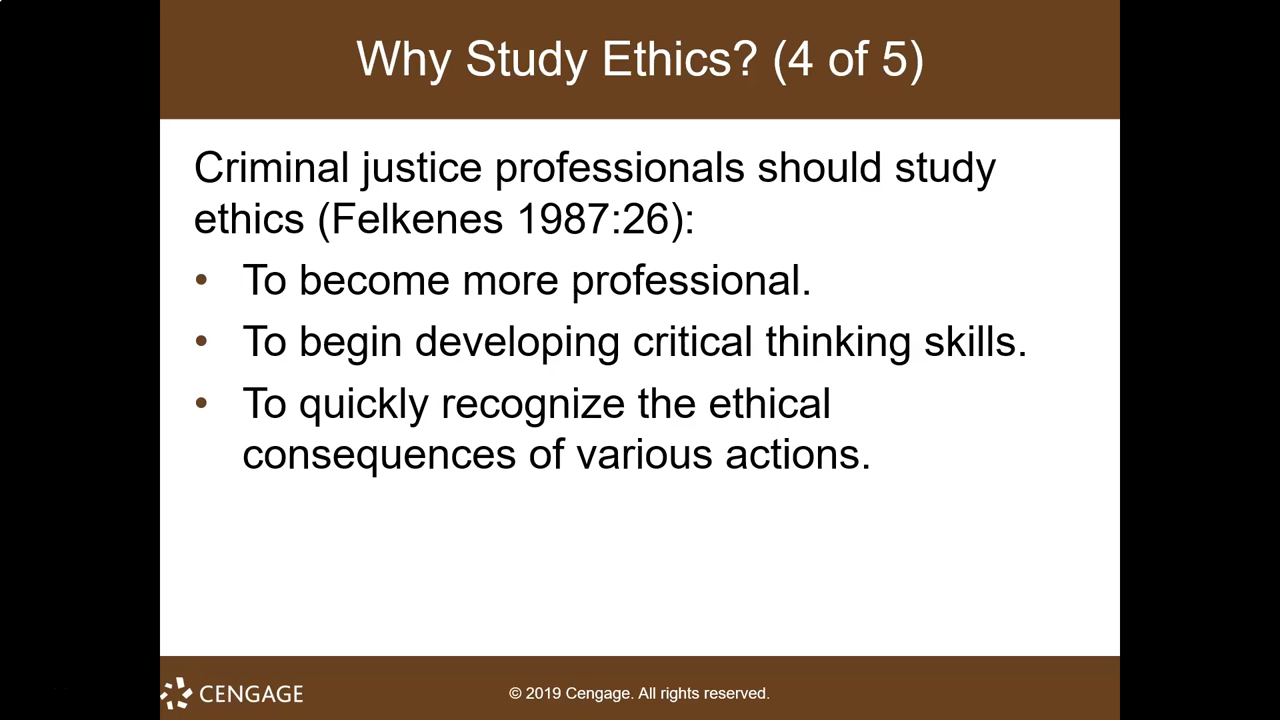 Why Study Ethics? (4 of 5)
Criminal justice professionals should study
ethics (Felkenes 1987:26):
• To become more professional.
• To begin developing critical thinking skills.
• To quickly recognize the ethical
consequences of various actions.
CENGAGE
© 2019 Cengage. All rights reserved.